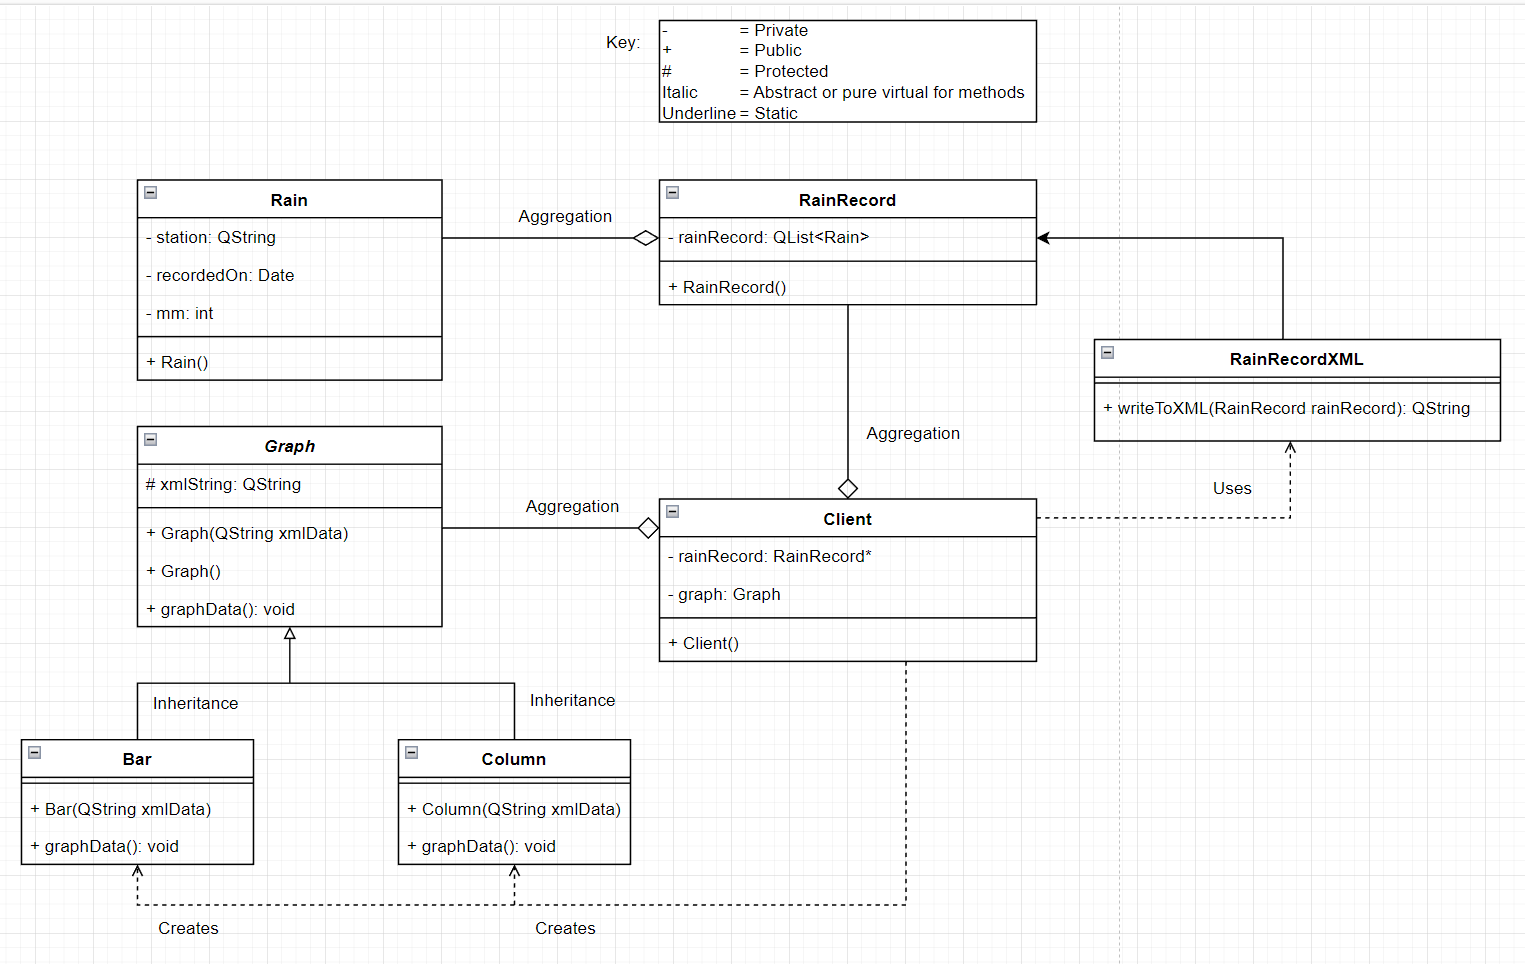 Key:
- = Private
+ = Public
# = Protected
Italic = Abstract or pure virtual for methods
Underline = Static
Rain
- station: QString
- recordedOn: Date
- mm: int
+ Rain()
Aggregation
RainRecord
- rainRecord: QList<Rain>
+ RainRecord()
RainRecordXML
+ writeToXML(RainRecord rainRecord): QString
Aggregation
Uses
Graph
# xmlString: QString
+ Graph(QString xmlData)
+ Graph()
+ graphData(): void
Aggregation
Client
- rainRecord: RainRecord*
- graph: Graph
+ Client()
Inheritance
Inheritance
Bar
+ Bar(QString xmlData)
+ graphData(): void
Column
+ Column(QString xmlData)
+ graphData(): void
Creates
Creates